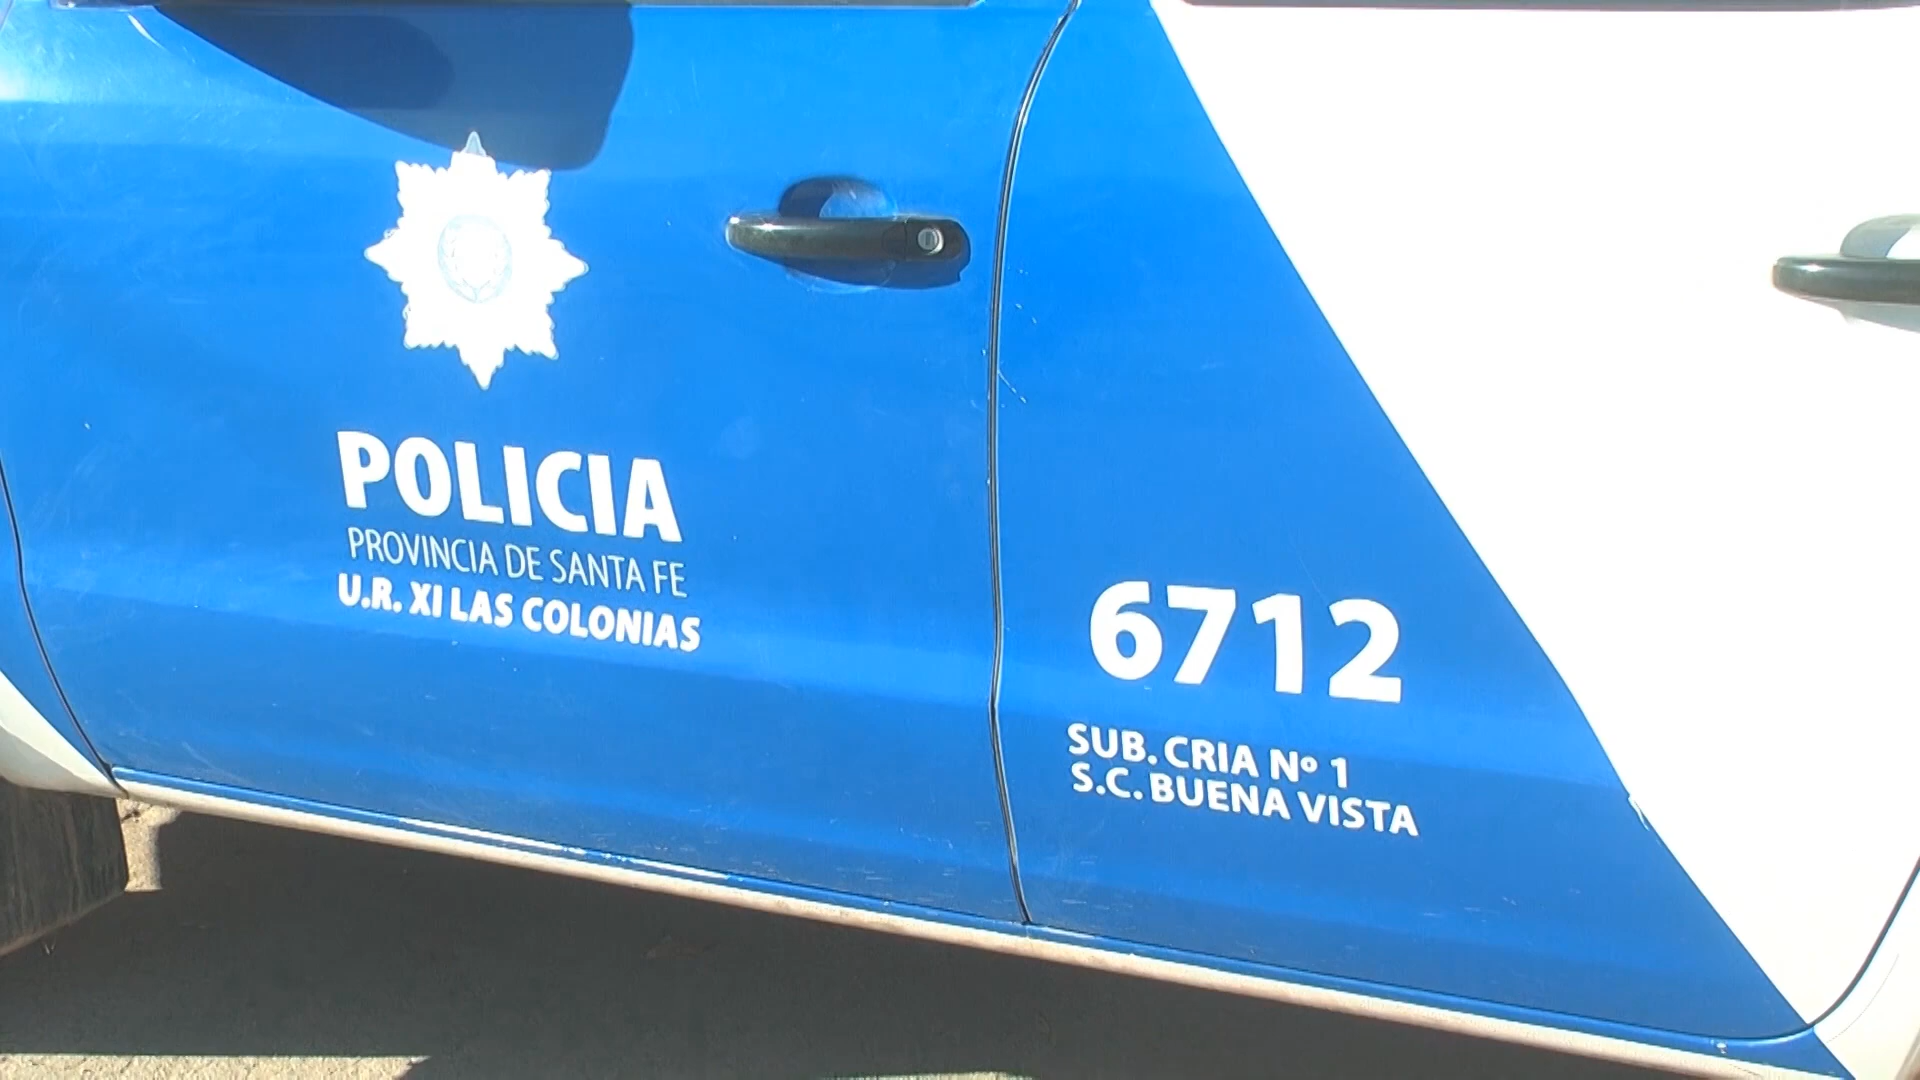 POLICIA
PROVINCIA DE SANTA FE
U.R. XI LAS COLONIAS
6712
SUB. CRIA Nº 1
S.C. BUENA VISTA